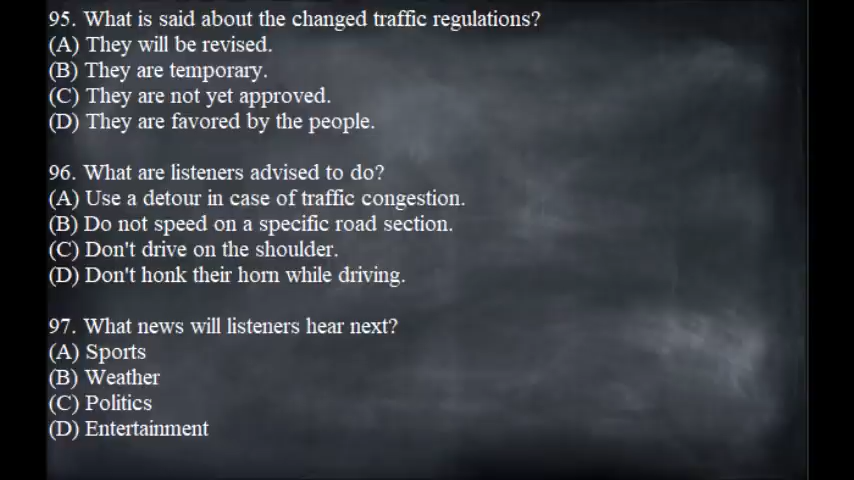 95. What is said about the changed traffic regulations?
(A) They will be revised.
(B) They are temporary.
(C) They are not yet approved.
(D) They are favored by the people.
96. What are listeners advised to do?
(A) Use a detour in case of traffic congestion.
(B) Do not speed on a specific road section.
(C) Don't drive on the shoulder.
(D) Don't honk their horn while driving.
97. What news will listeners hear next?
(A) Sports
(B) Weather
(C) Politics
(D) Entertainment